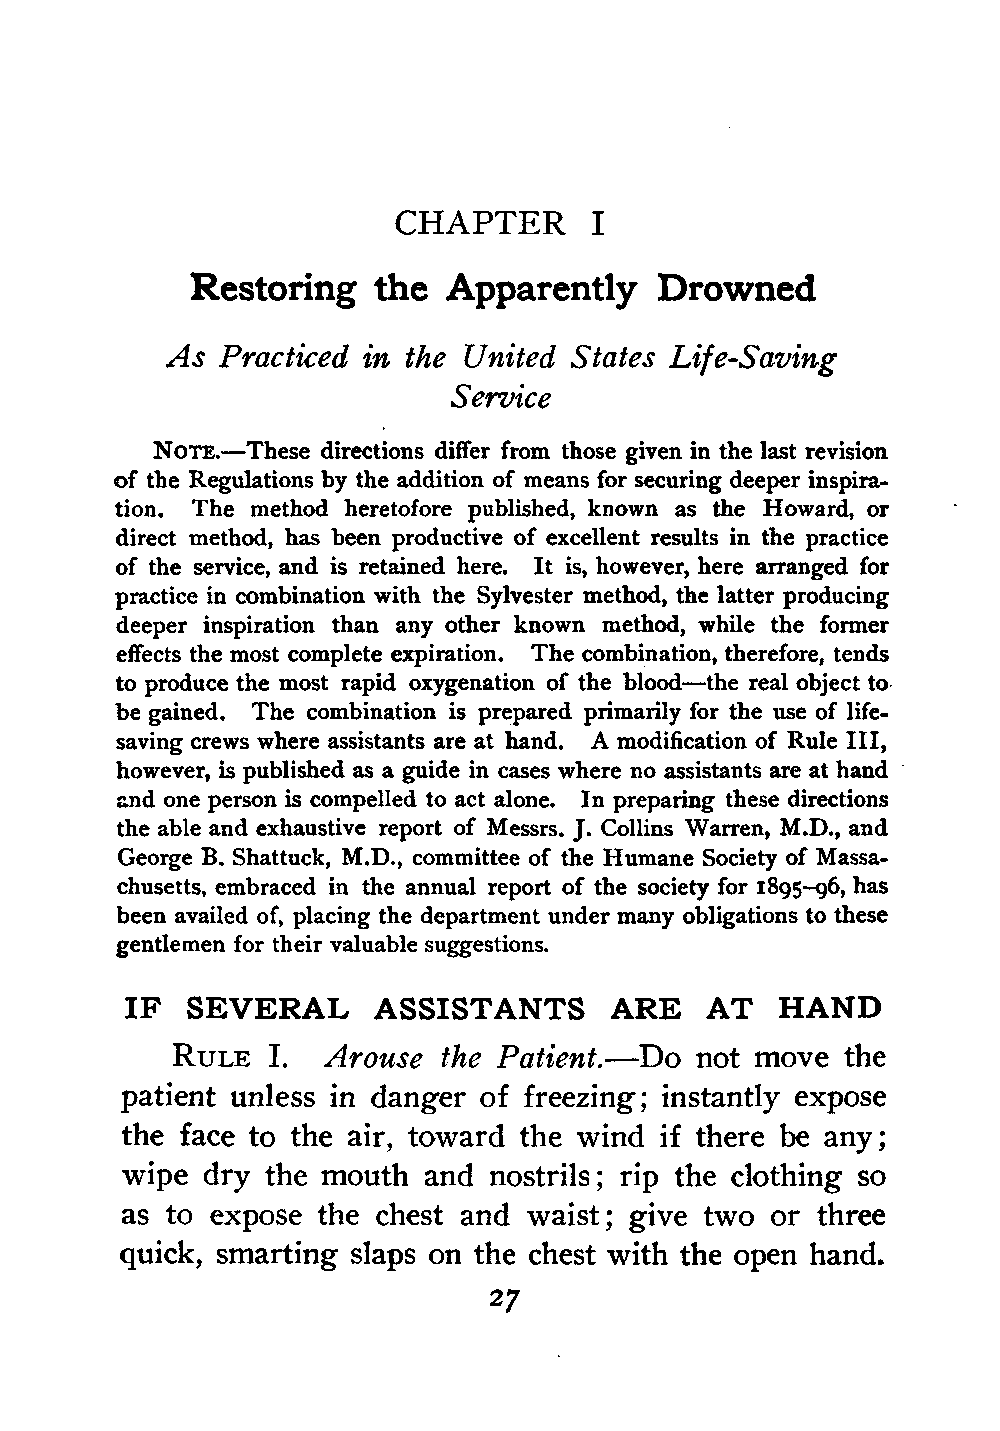 CHAPTER I
Restoring the Apparently Drowned
As Practiced in the United States Life-Saving
Service
NOTE.—These directions differ from those given in the last revision
of the Regulations by the addition of means for securing deeper inspira-
tion. The method heretofore published, known as the Howard, or
direct method, has been productive of excellent results in the practice
of the service, and is retained here. It is, however, here arranged for
practice in combination with the Sylvester method, the latter producing
deeper inspiration than any other known method, while the former
effects the most complete expiration. The combination, therefore, tends
to produce the most rapid oxygenation of the blood—the real object to
be gained. The combination is prepared primarily for the use of life-
saving crews where assistants are at hand. A modification of Rule III,
however, is published as a guide in cases where no assistants are at hand
and one person is compelled to act alone. In preparing these directions
the able and exhaustive report of Messrs. J. Collins Warren, M.D., and
George B. Shattuck, M.D., committee of the Humane Society of Massa-
chusetts, embraced in the annual report of the society for 1895–96, has
been availed of, placing the department under many obligations to these
gentlemen for their valuable suggestions.
IF SEVERAL ASSISTANTS ARE AT HAND
RULE I. Arouse the Patient.—Do not move the
patient unless in danger of freezing; instantly expose
the face to the air, toward the wind if there be any;
wipe dry the mouth and nostrils; rip the clothing so
as to expose the chest and waist; give two or three
quick, smarting slaps on the chest with the open hand.
27